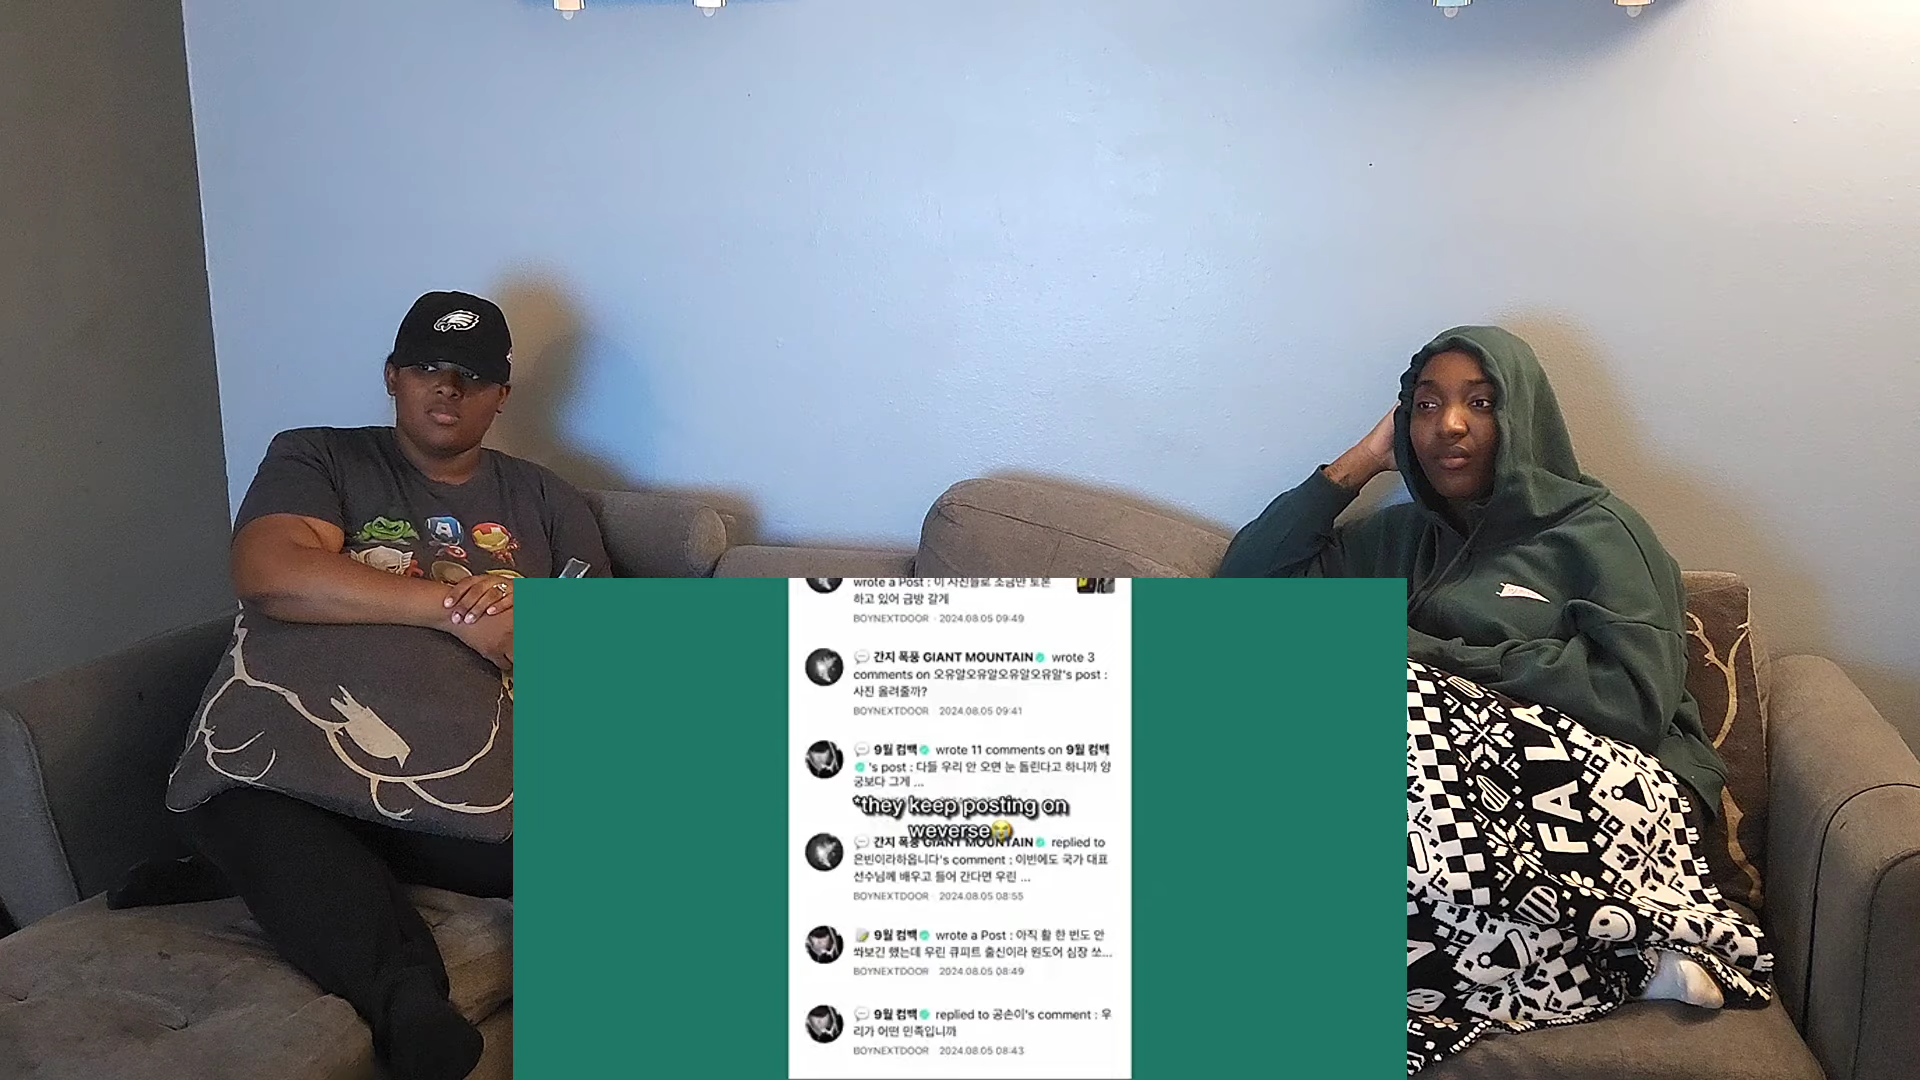 wrote a Post : 이 사진들로 조금만 토론
하고 있어 금방 갈게
BOYNEXTDOOR · 2024.08.05 09:49
간지 폭풍 GIANT MOUNTAIN wrote 3
comments on 오유알오유알오유알오유알's post :
사진 올려줄까?
BOYNEXTDOOR · 2024.08.05 09:41
9월 컴백 wrote 11 comments on 9월 컴백
's post : 다들 우리 안 오면 눈 돌린다고 하니까 양
궁보다 그게 ...
*they keep posting on
weverse😭
간지 폭풍 GIANT MOUNTAIN replied to
은빈이라하옵니다's comment : 이번에도 국가 대표
선수님께 배우고 들어 간다면 우린 ...
BOYNEXTDOOR · 2024.08.05 08:55
9월 컴백 wrote a Post : 아직 활 한 번도 안
쏴보긴 했는데 우린 큐피트 출신이라 원도어 심장 쏘...
BOYNEXTDOOR · 2024.08.05 08:49
9월 컴백 replied to 공손이's comment : 우
리가 어떤 민족입니까
BOYNEXTDOOR · 2024.08.05 08:43
FA LA